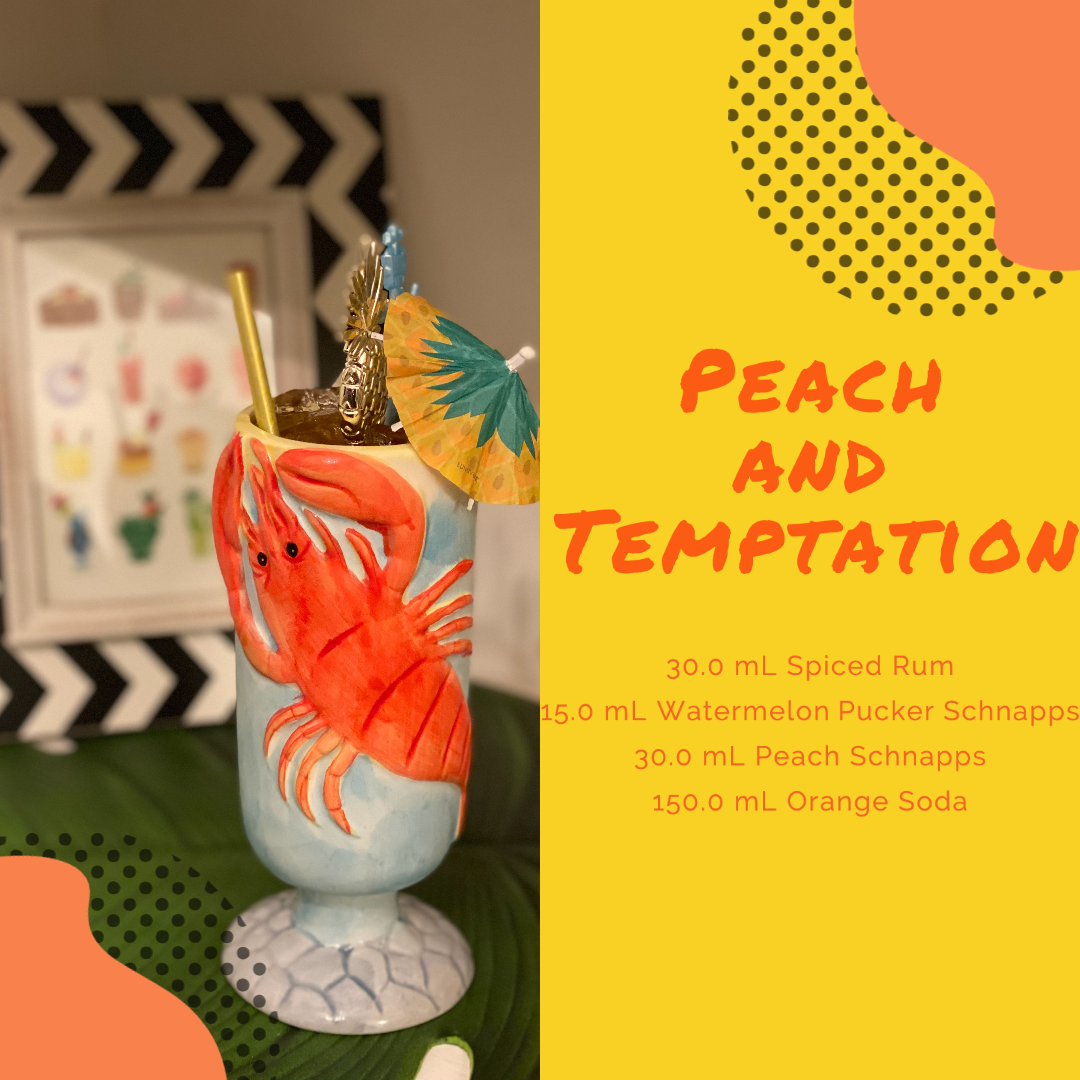 Peach
and
Temptation
30.0 mL Spiced Rum
15.0 mL Watermelon Pucker Schnapps
30.0 mL Peach Schnapps
150.0 mL Orange Soda